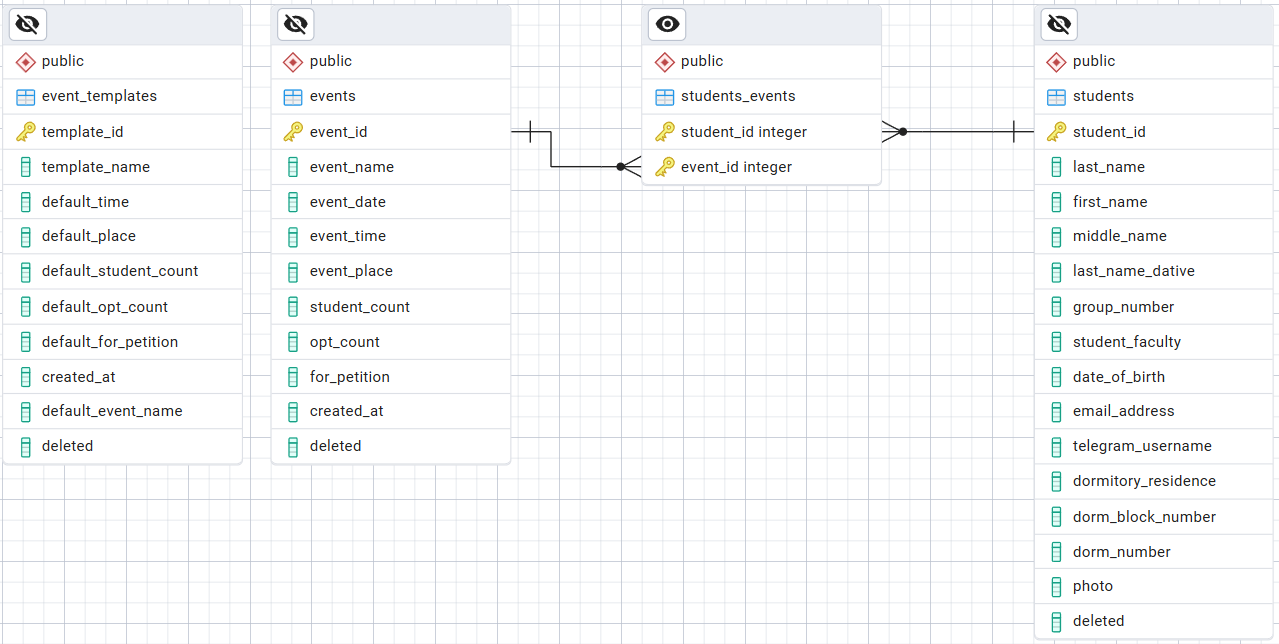 public
event_templates
template_id
template_name
default_time
default_place
default_student_count
default_opt_count
default_for_petition
created_at
default_event_name
deleted
public
events
event_id
event_name
event_date
event_time
event_place
student_count
opt_count
for_petition
created_at
deleted
public
students_events
student_id integer
event_id integer
public
students
student_id
last_name
first_name
middle_name
last_name_dative
group_number
student_faculty
date_of_birth
email_address
telegram_username
dormitory_residence
dorm_block_number
dorm_number
photo
deleted